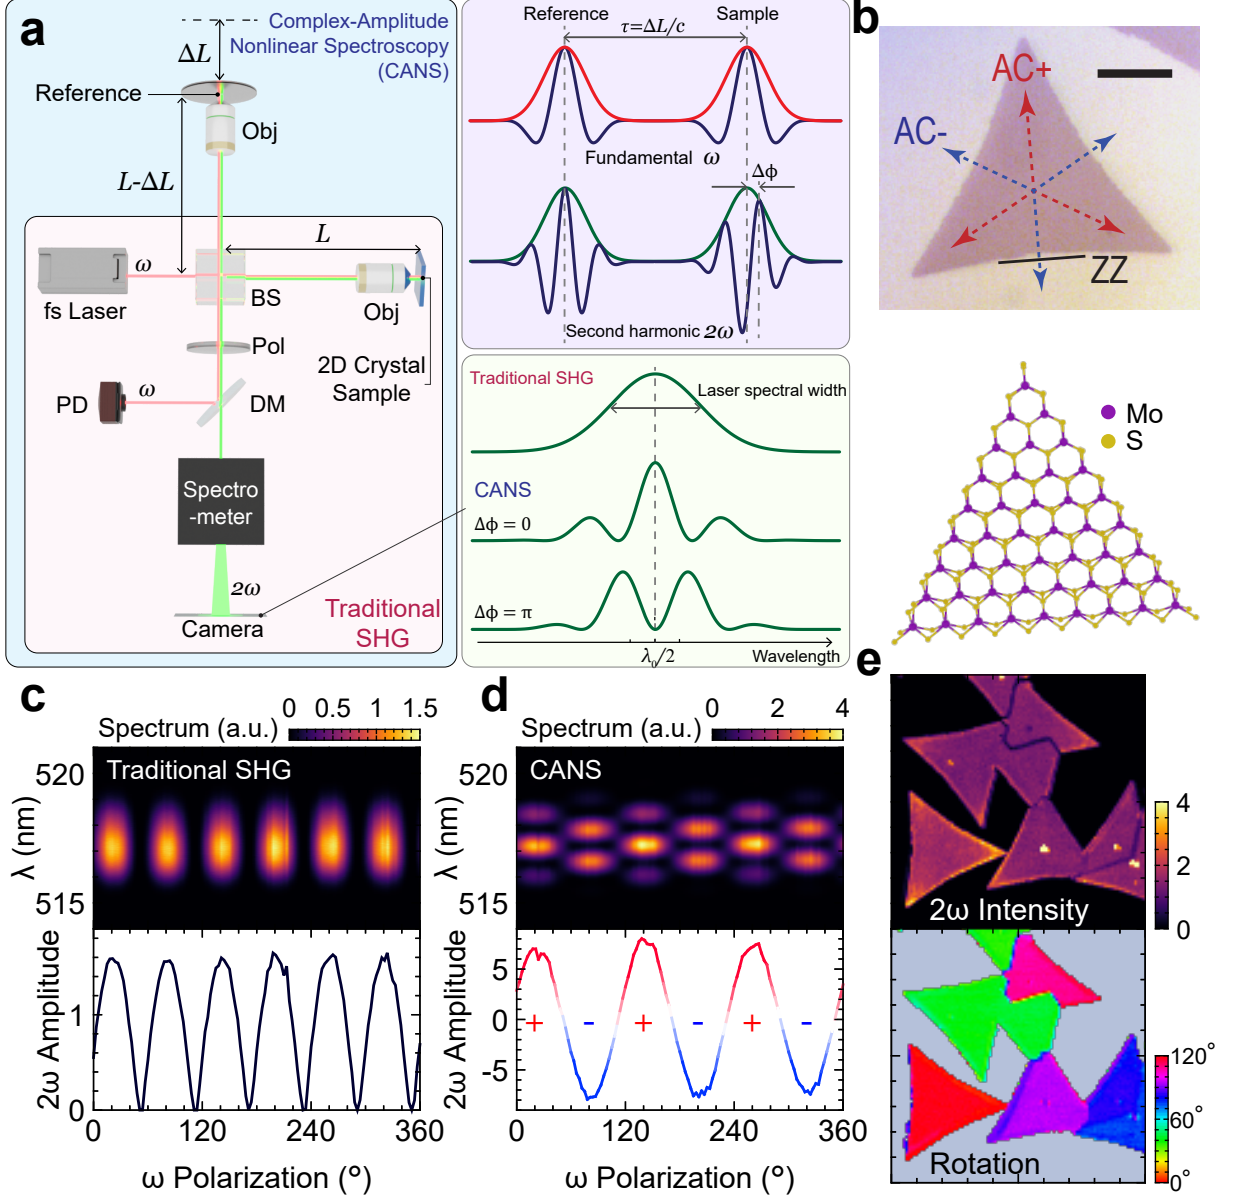 a
Complex-Amplitude
Nonlinear Spectroscopy
(CANS)
ΔL
Reference
Obj
L-ΔL
L
fs Laser
ω
BS
Obj
Pol
2D Crystal
Sample
PD
ω
DM
Spectro
-meter
2ω
Camera
Traditional
SHG
Reference
Sample
τ=ΔL/c
Fundamental ω
Δϕ
Second harmonic 2ω
Traditional SHG
Laser spectral width
CANS
Δϕ = 0
Δϕ = π
λ₀/2
Wavelength
b
AC+
AC-
ZZ
Mo
S
c
Spectrum (a.u.)
0 0.5 1 1.5
Traditional SHG
520
λ (nm)
515
2ω Amplitude
1
0
0 120 240 360
ω Polarization (°)
d
Spectrum (a.u.)
0 2 4
CANS
520
λ (nm)
515
2ω Amplitude
5
0
-5
+ - + - + -
0 120 240 360
ω Polarization (°)
e
2ω Intensity
4
2
0
Rotation
120°
60°
0°